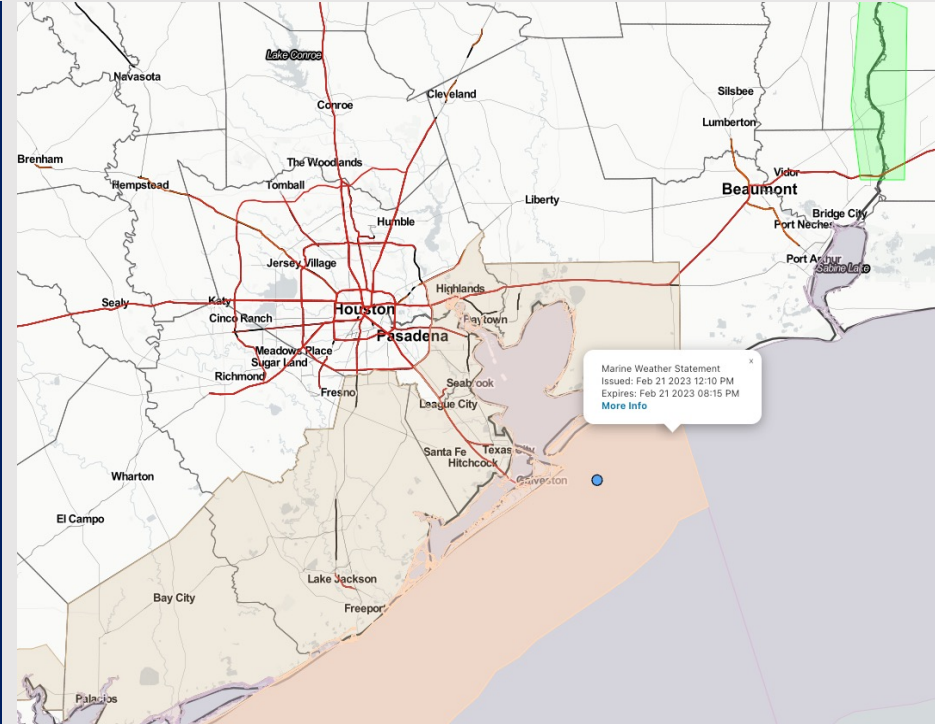 Lake Conroe
Navasota
Cleveland
Conroe
Silsbee
Lumberton
Brenham
The Woodlands
Hempstead
Tomball
Vidor
Beaumont
Liberty
Humble
Bridge City
Port Neches
Jersey Village
Port Arthur
Sabine Lake
Highlands
Sealy
Katy
Houston
Cinco Ranch
Baytown
Pasadena
Meadows Place
Sugar Land
Richmond
Seabrook
Fresno
League City
Marine Weather Statement
×
Issued: Feb 21 2023 12:10 PM
Expires: Feb 21 2023 08:15 PM
More Info
Santa Fe
Texas City
Hitchcock
Wharton
Galveston
El Campo
Lake Jackson
Bay City
Freeport
Palacios